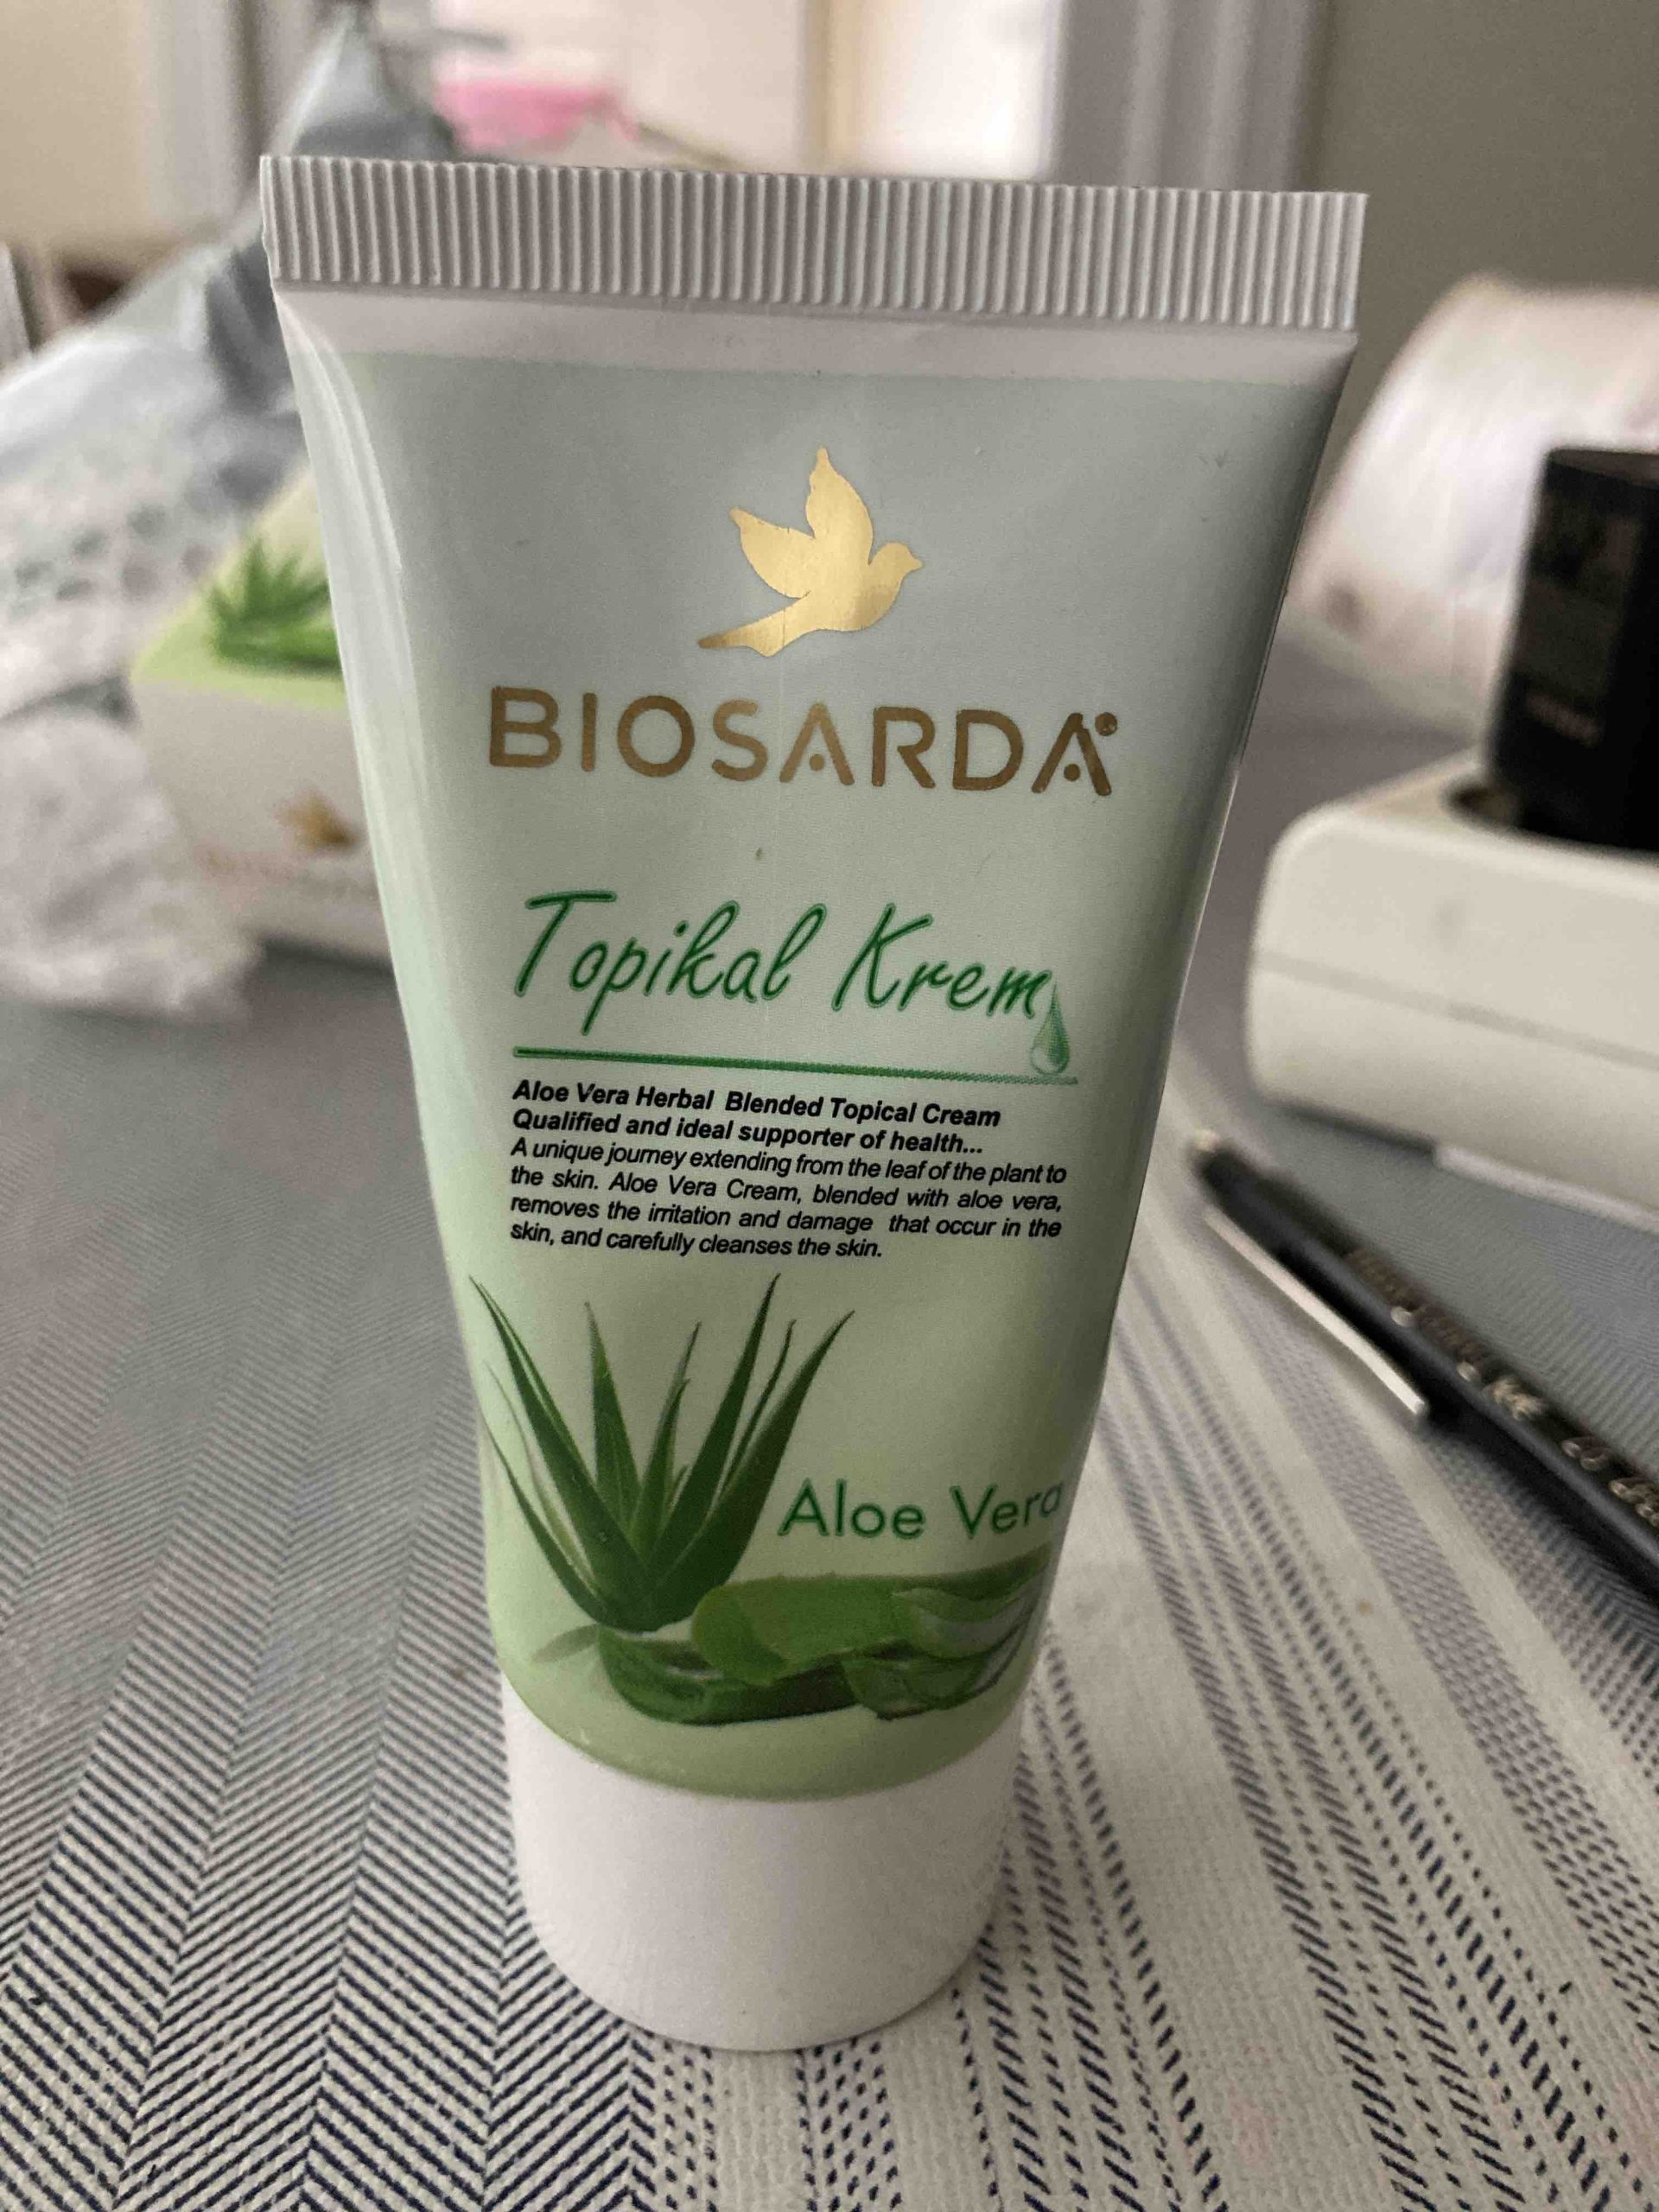 BIOSARDA
Topikal Krem
Aloe Vera Herbal Blended Topical Cream
Qualified and ideal supporter of health...
A unique journey extending from the leaf of the plant to
the skin. Aloe Vera Cream, blended with aloe vera,
removes the irritation and damage that occur in the
skin, and carefully cleanses the skin.
Aloe Vera